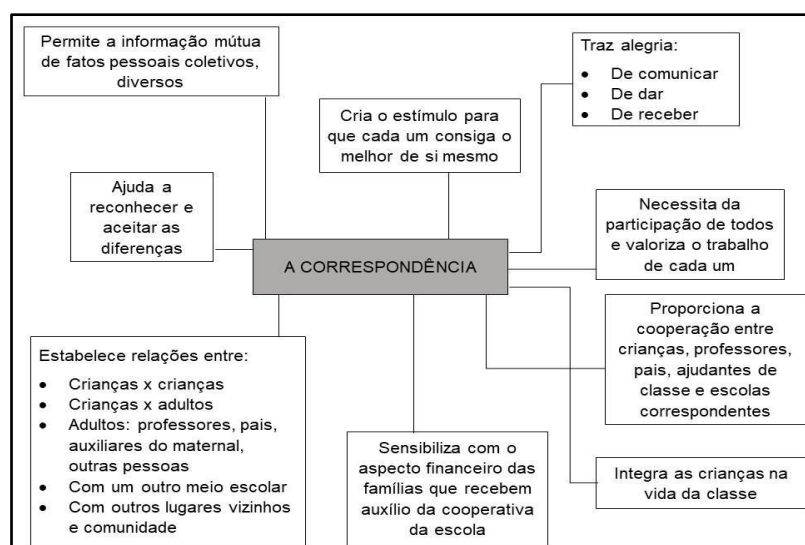 Permite a informação mútua
de fatos pessoais coletivos,
diversos
Traz alegria:
• De comunicar
• De dar
• De receber
Cria o estímulo para
que cada um consiga o
melhor de si mesmo
Ajuda a
reconhecer e
aceitar as
diferenças
Necessita da
participação de todos
e valoriza o trabalho
de cada um
A CORRESPONDÊNCIA
Proporciona a
cooperação entre
crianças, professores,
pais, ajudantes de
classe e escolas
correspondentes
Estabelece relações entre:
• Crianças x crianças
• Crianças x adultos
• Adultos: professores, pais,
auxiliares do maternal,
outras pessoas
• Com um outro meio escolar
• Com outros lugares vizinhos
e comunidade
Sensibiliza com o
aspecto financeiro das
famílias que recebem
auxílio da cooperativa
da escola
Integra as crianças na
vida da classe